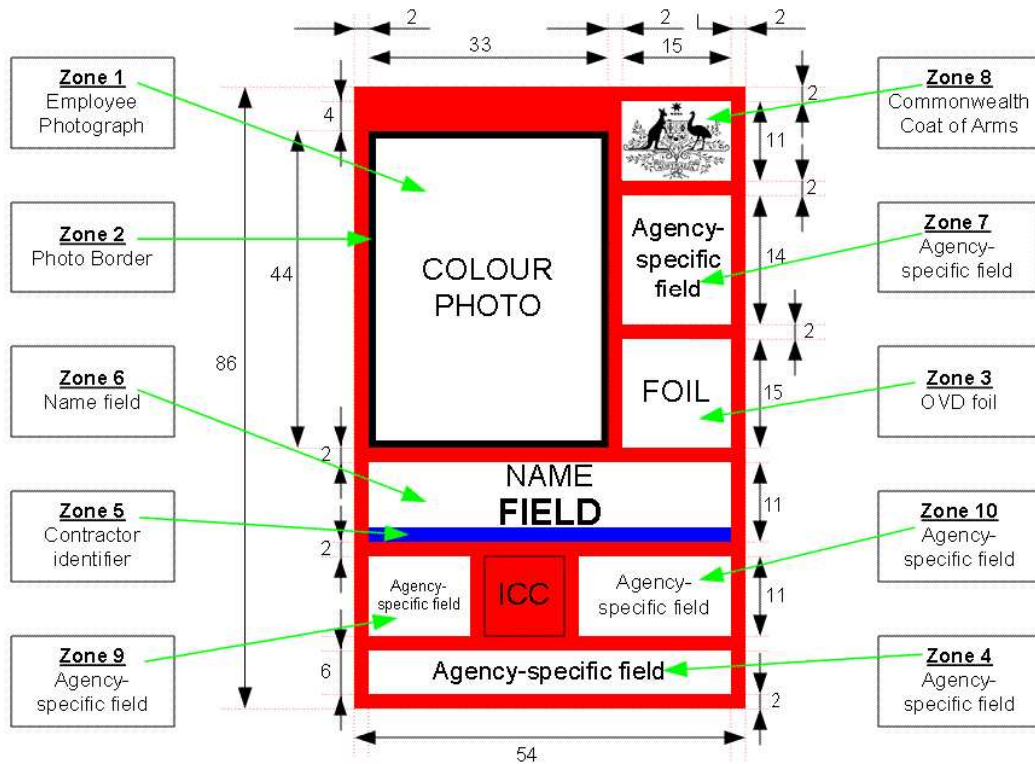 2
2
L
2
33
15
Zone 1
Employee
Photograph
Zone 8
Commonwealth
Coat of Arms
4
2
11
2
Zone 2
Photo Border
Zone 7
Agency-
specific field
Agency-
specific
field
COLOUR
PHOTO
44
14
2
86
Zone 6
Name field
Zone 3
OVD foil
FOIL
15
2
NAME
FIELD
11
Zone 5
Contractor
identifier
Zone 10
Agency-
specific field
2
Agency-
specific field
ICC
Agency-
specific field
11
Zone 9
Agency-
specific field
Zone 4
Agency-
specific field
6
Agency-specific field
2
54